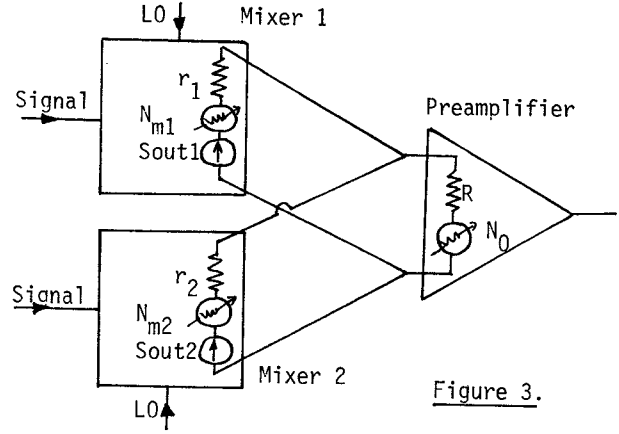 LO
Mixer 1
Signal
r1
Nm1
Sout1
Preamplifier
R
N0
Signal
r2
Nm2
Sout2
Mixer 2
LO
Figure 3.